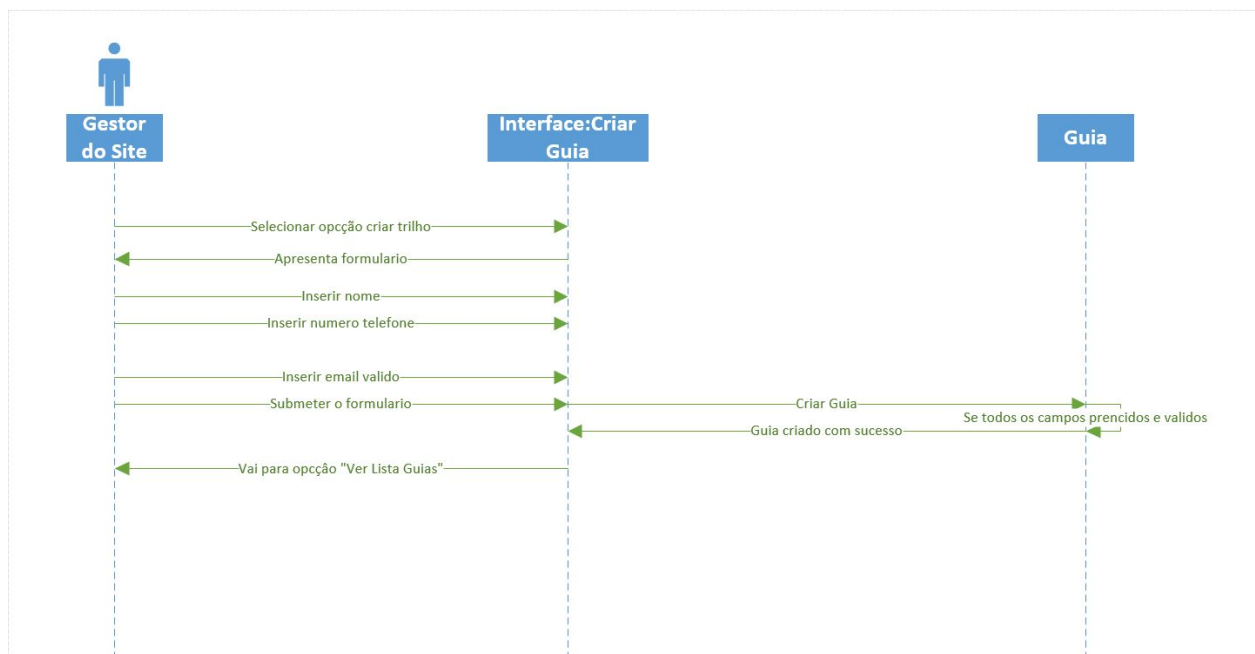 Gestor
do Site
Interface:Criar
Guia
Guia
Selecionar opcção criar trilho
Apresenta formulario
Inserir nome
Inserir numero telefone
Inserir email valido
Submeter o formulario
Criar Guia
Se todos os campos prencidos e validos
Guia criado com sucesso
Vai para opcção "Ver Lista Guias"